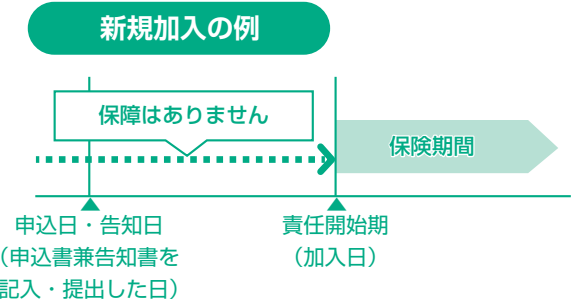 新規加入の例
保障はありません
保険期間
申込日・告知日
（申込書兼告知書を
記入・提出した日）
責任開始期
（加入日）